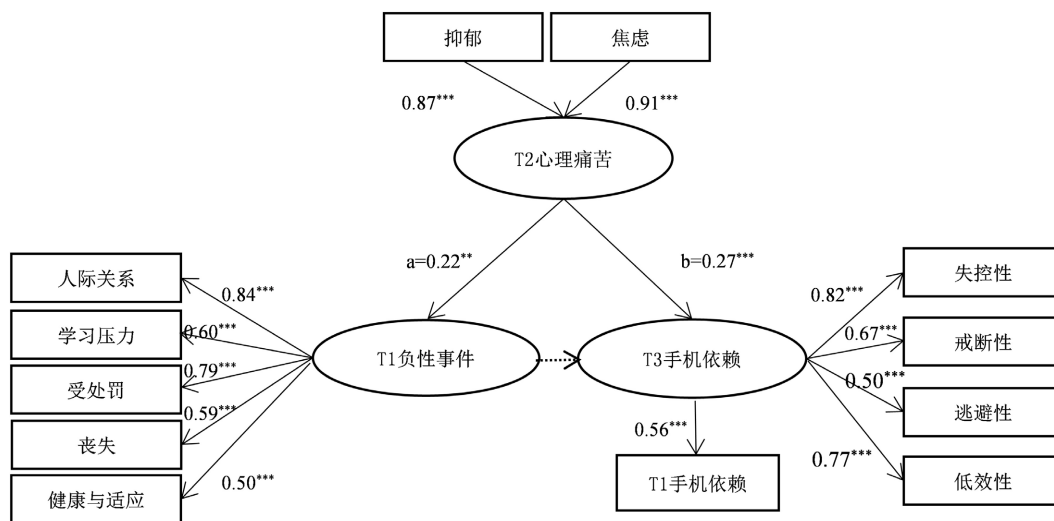 抑郁
焦虑
0.87***
0.91***
T2心理痛苦
a=0.22**
b=0.27***
人际关系
学习压力
受处罚
丧失
健康与适应
0.84***
0.60***
0.79***
0.59***
0.50***
T1负性事件
T3手机依赖
0.56***
T1手机依赖
0.82***
0.67***
0.50***
0.77***
失控性
戒断性
逃避性
低效性